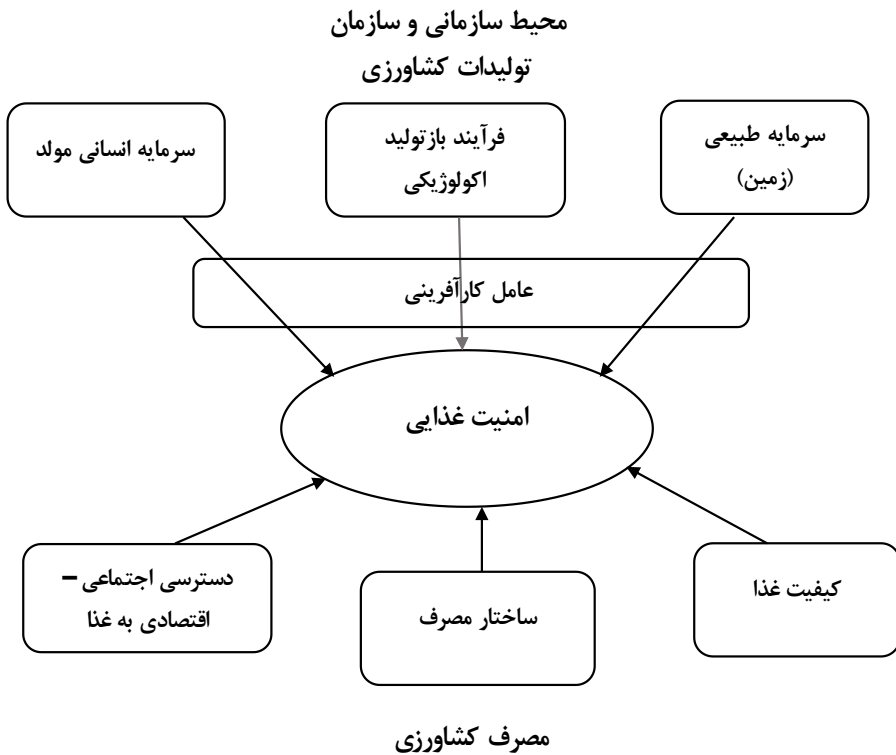 محیط سازمانی و سازمان
تولیدات کشاورزی
سرمایه طبیعی
(زمین)
فرآیند بازتولید
اکولوژیکی
سرمایه انسانی مولد
عامل کارآفرینی
امنیت غذایی
کیفیت غذا
ساختار مصرف
دسترسی اجتماعی –
اقتصادی به غذا
مصرف کشاورزی